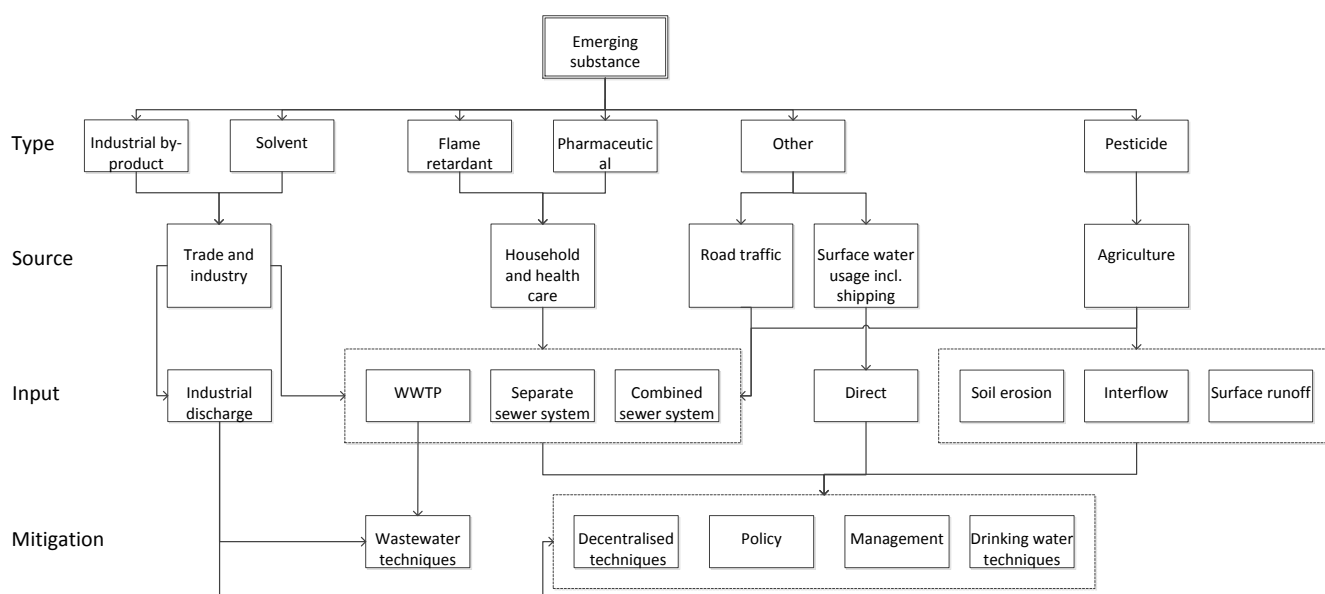 Emerging
substance
Type
Industrial by-
product
Solvent
Flame
retardant
Pharmaceutic
al
Other
Pesticide
Source
Trade and
industry
Household
and health
care
Road traffic
Surface water
usage incl.
shipping
Agriculture
Input
Industrial
discharge
WWTP
Separate
sewer system
Combined
sewer system
Direct
Soil erosion
Interflow
Surface runoff
Mitigation
Wastewater
techniques
Decentralised
techniques
Policy
Management
Drinking water
techniques